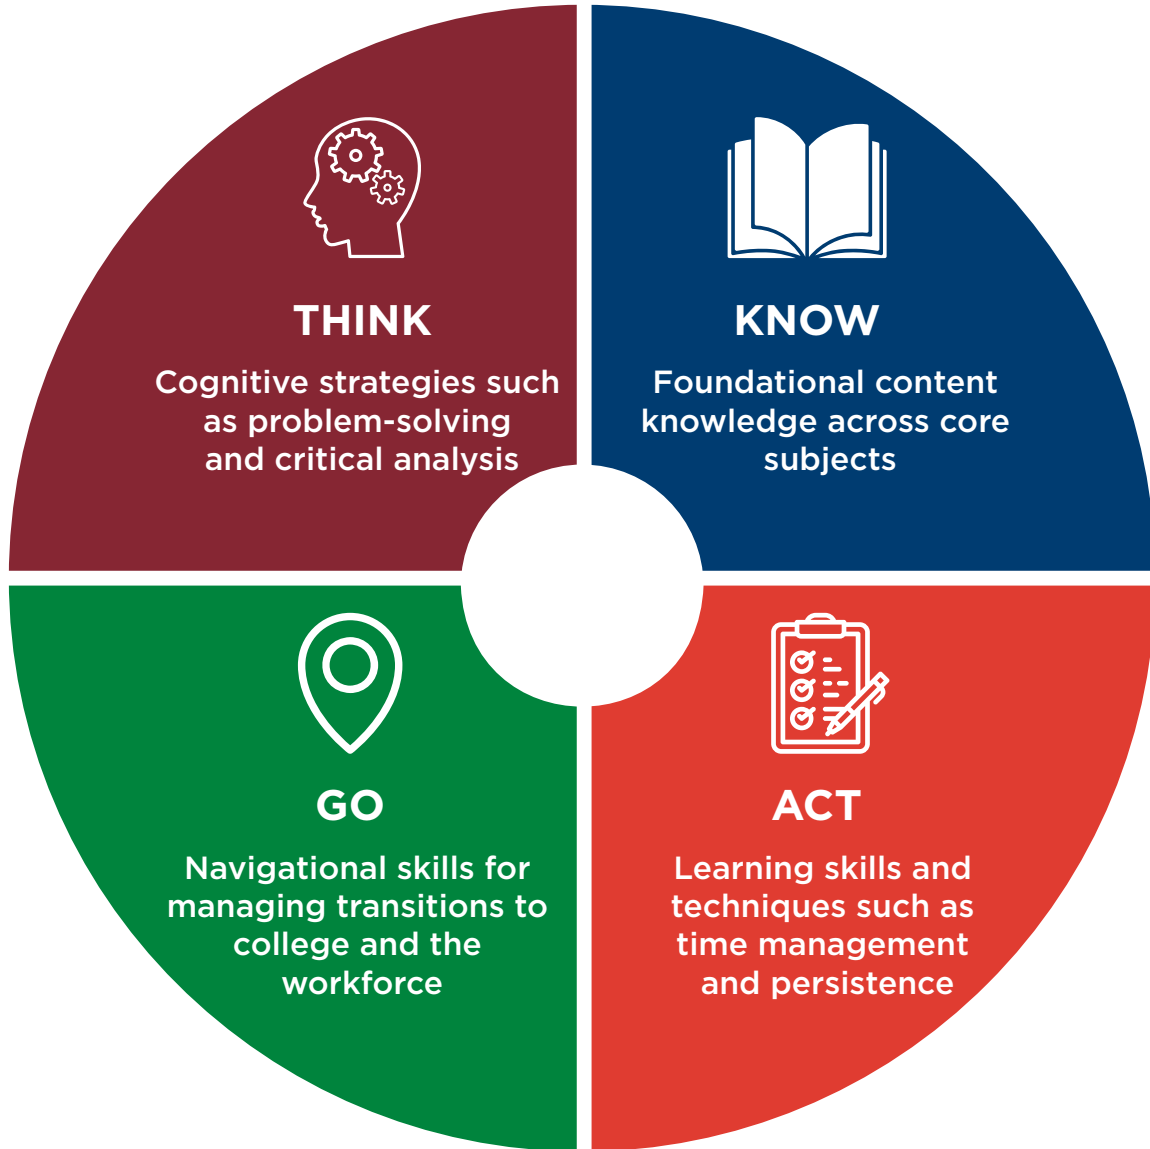 THINK
Cognitive strategies such
as problem-solving
and critical analysis
KNOW
Foundational content
knowledge across core
subjects
GO
Navigational skills for
managing transitions to
college and the
workforce
ACT
Learning skills and
techniques such as
time management
and persistence